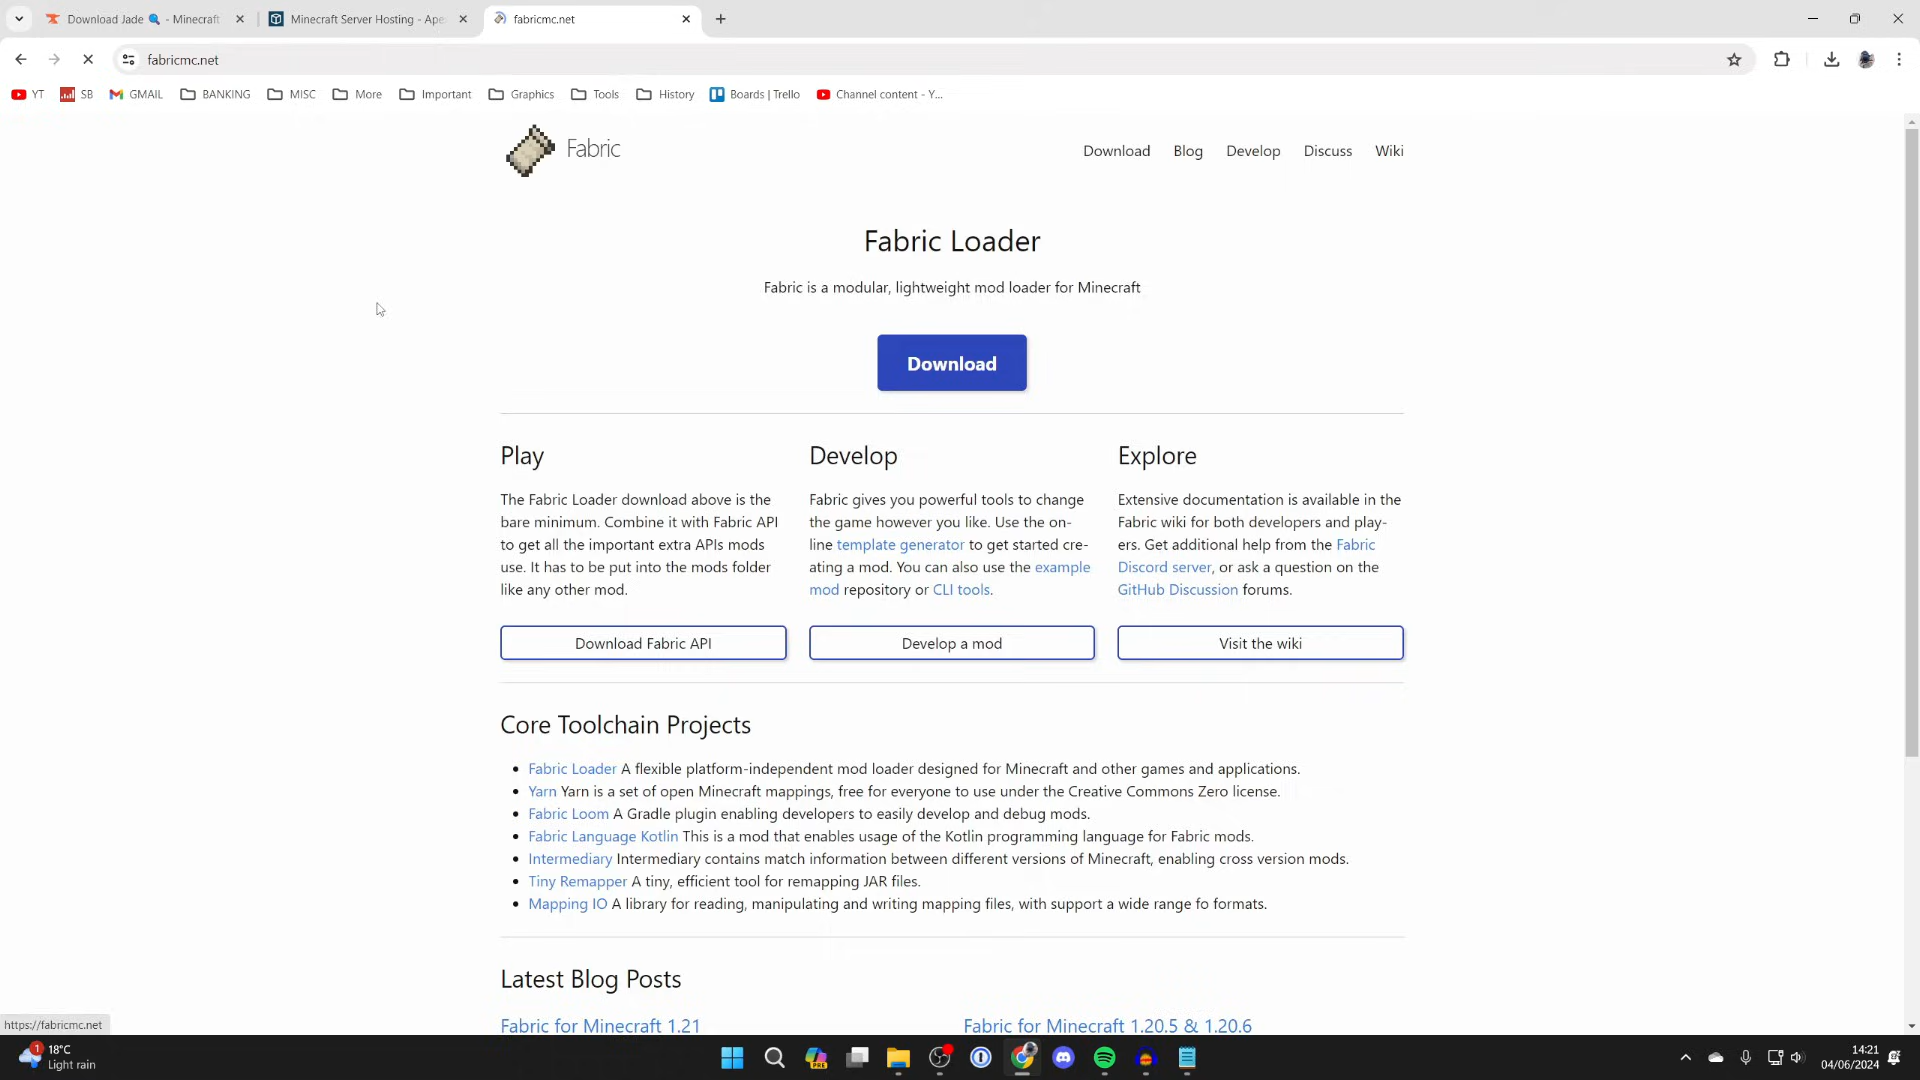 Download Jade 🔍 - Minecraft
Minecraft Server Hosting - Ape
fabricmc.net
fabricmc.net
YT
SB
GMAIL
BANKING
MISC
More
Important
Graphics
Tools
History
Boards | Trello
Channel content - Y...
Fabric
Download
Blog
Develop
Discuss
Wiki
Fabric Loader
Fabric is a modular, lightweight mod loader for Minecraft
Download
Play
The Fabric Loader download above is the
bare minimum. Combine it with Fabric API
to get all the important extra APIs mods
use. It has to be put into the mods folder
like any other mod.
Download Fabric API
Develop
Fabric gives you powerful tools to change
the game however you like. Use the on-
line template generator to get started cre-
ating a mod. You can also use the example
mod repository or CLI tools.
Develop a mod
Explore
Extensive documentation is available in the
Fabric wiki for both developers and play-
ers. Get additional help from the Fabric
Discord server, or ask a question on the
GitHub Discussion forums.
Visit the wiki
Core Toolchain Projects
Fabric Loader A flexible platform-independent mod loader designed for Minecraft and other games and applications.
Yarn Yarn is a set of open Minecraft mappings, free for everyone to use under the Creative Commons Zero license.
Fabric Loom A Gradle plugin enabling developers to easily develop and debug mods.
Fabric Language Kotlin This is a mod that enables usage of the Kotlin programming language for Fabric mods.
Intermediary Intermediary contains match information between different versions of Minecraft, enabling cross version mods.
Tiny Remapper A tiny, efficient tool for remapping JAR files.
Mapping IO A library for reading, manipulating and writing mapping files, with support a wide range fo formats.
Latest Blog Posts
Fabric for Minecraft 1.21
Fabric for Minecraft 1.20.5 & 1.20.6
https://fabricmc.net
1
18°C
Light rain
PRE
14:21
04/06/2024